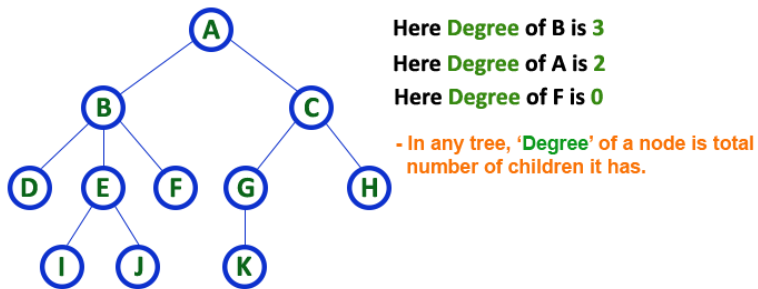 A
Here Degree of B is 3
Here Degree of A is 2
Here Degree of F is 0
B
C
- In any tree, ‘Degree’ of a node is total
number of children it has.
D
E
F
G
H
I
J
K